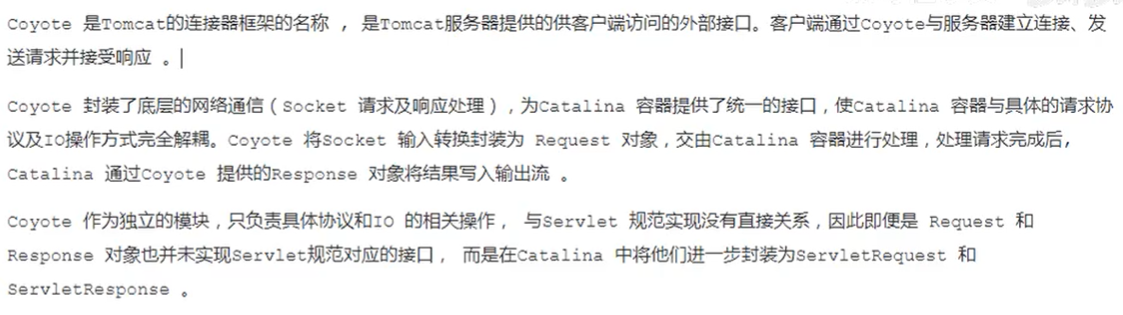 Coyote 是Tomcat的连接器框架的名称 , 是Tomcat服务器提供的供客户端访问的外部接口。客户端通过Coyote与服务器建立连接、发
送请求并接受响应 。
Coyote 封装了底层的网络通信(Socket 请求及响应处理),为Catalina 容器提供了统一的接口,使Catalina 容器与具体的请求协
议及IO操作方式完全解耦。Coyote 将Socket 输入转换封装为 Request 对象,交由Catalina 容器进行处理,处理请求完成后,
Catalina 通过Coyote 提供的Response 对象将结果写入输出流 。
Coyote 作为独立的模块,只负责具体协议和IO 的相关操作, 与Servlet 规范实现没有直接关系,因此即便是 Request 和
Response 对象也并未实现Servlet规范对应的接口, 而是在Catalina 中将他们进一步封装为ServletRequest 和
ServletResponse 。